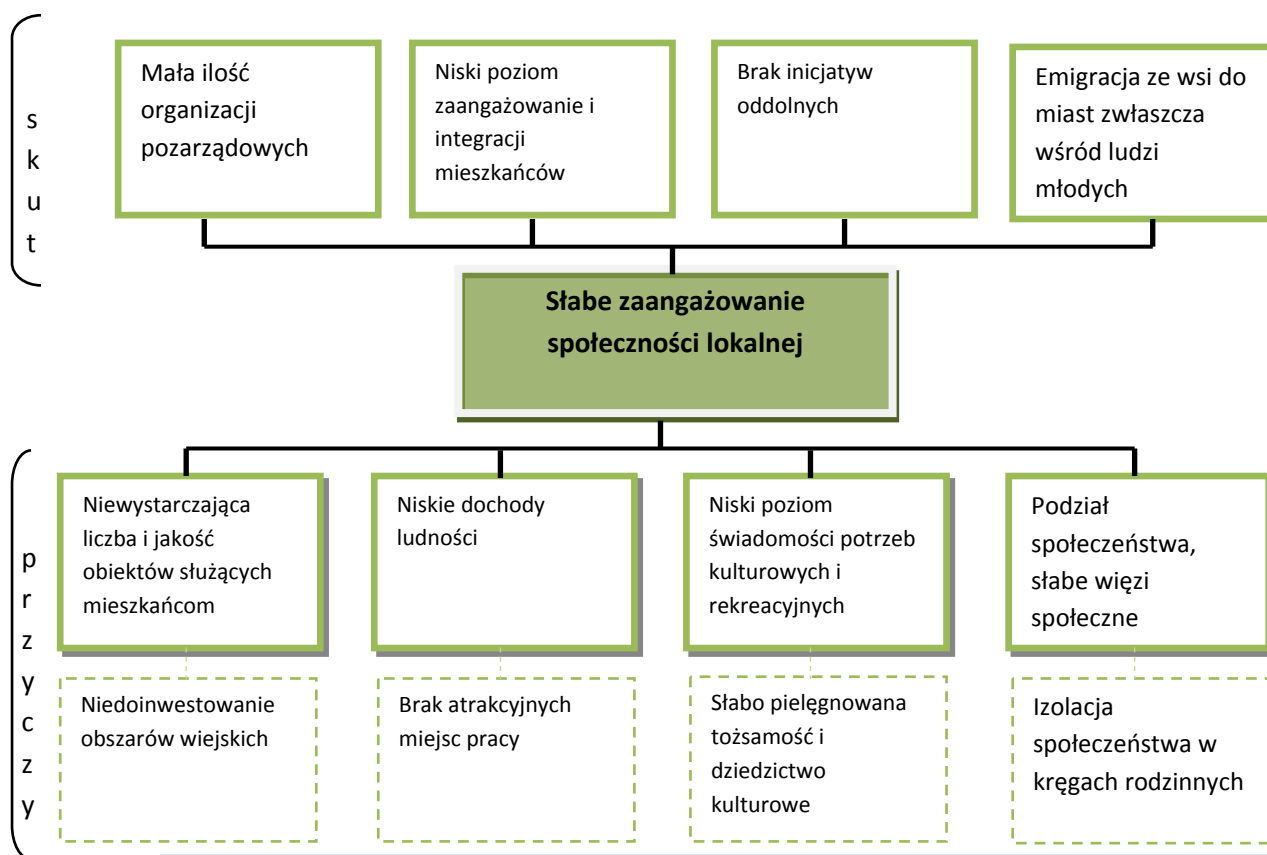 s
k
u
t
Mała ilość
organizacji
pozarządowych
Niski poziom
zaangażowanie i
integracji
mieszkańców
Brak inicjatyw
oddolnych
Emigracja ze wsi do
miast zwłaszcza
wśród ludzi
młodych
Słabe zaangażowanie
społeczności lokalnej
p
r
z
y
c
z
y
Niewystarczająca
liczba i jakość
obiektów służących
mieszkańcom
Niskie dochody
ludności
Niski poziom
świadomości potrzeb
kulturowych i
rekreacyjnych
Podział
społeczeństwa,
słabe więzi
społeczne
Niedoinwestowanie
obszarów wiejskich
Brak atrakcyjnych
miejsc pracy
Słabo pielęgnowana
tożsamość i
dziedzictwo
kulturowe
Izolacja
społeczeństwa w
kręgach rodzinnych